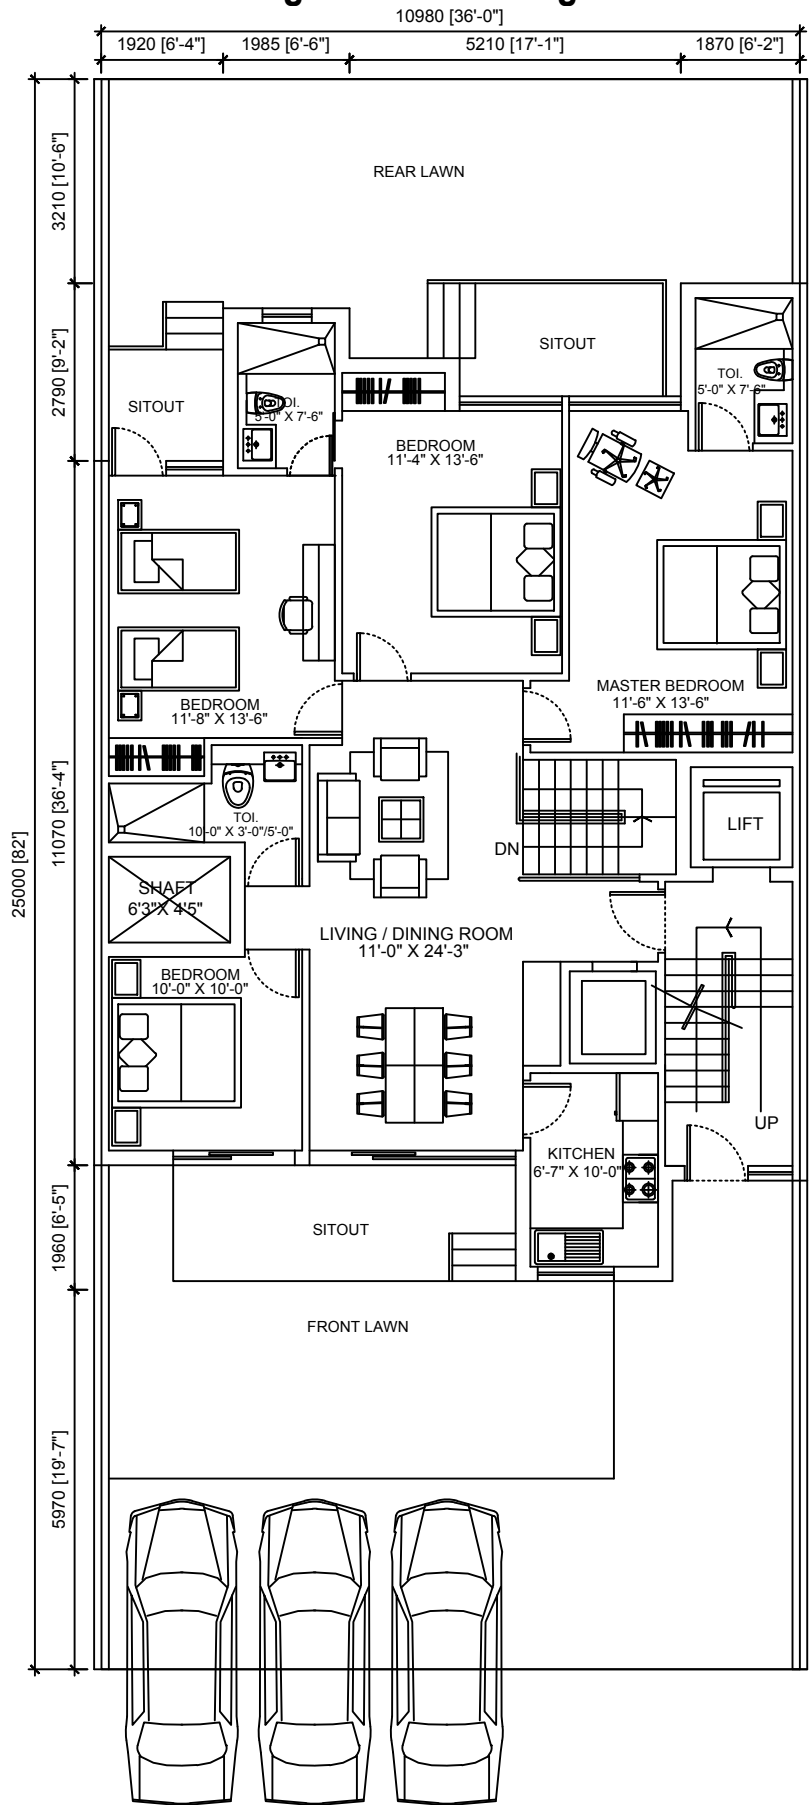 10980 [36'-0"]
1920 [6'-4"]
1985 [6'-6"]
5210 [17'-1"]
1870 [6'-2"]
3210 [10'-6"]
2790 [9'-2"]
11070 [36'-4"]
25000 [82']
1960 [6'-5"]
5970 [19'-7"]
REAR LAWN
SITOUT
SITOUT
TOI.
5'-0" X 7'-6"
TOI.
5'-0" X 7'-6"
BEDROOM
11'-4" X 13'-6"
BEDROOM
11'-8" X 13'-6"
MASTER BEDROOM
11'-6" X 13'-6"
TOI.
10'-0" X 3'-0"/5'-0"
DN
LIFT
SHAFT
6'3"X 4'5"
LIVING / DINING ROOM
11'-0" X 24'-3"
BEDROOM
10'-0" X 10'-0"
UP
KITCHEN
6'-7" X 10'-0"
SITOUT
FRONT LAWN